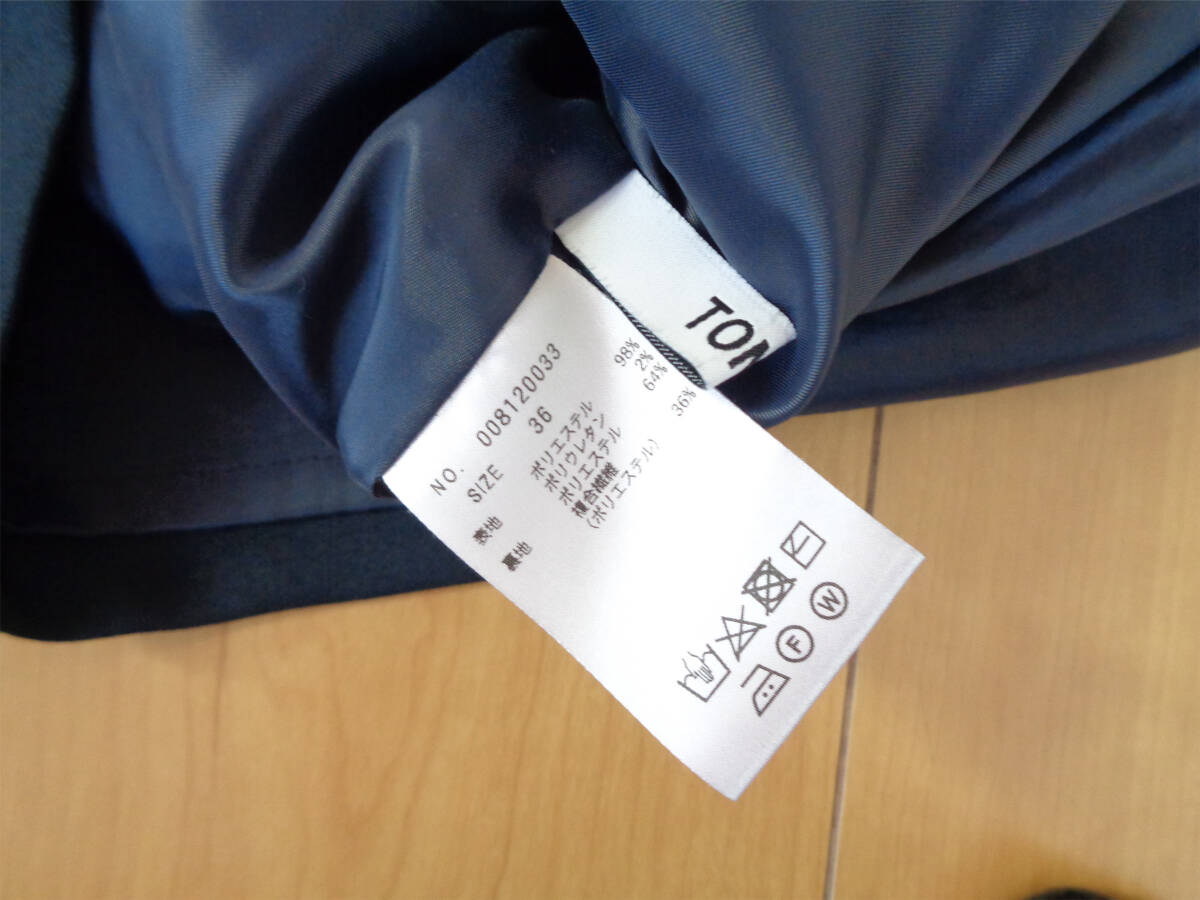 TON
NO. 008120033
SIZE 36
表地 ポリエステル 98%
ポリウレタン 2%
裏地 ポリエステル 64%
複合繊維
(ポリエステル) 36%
F W